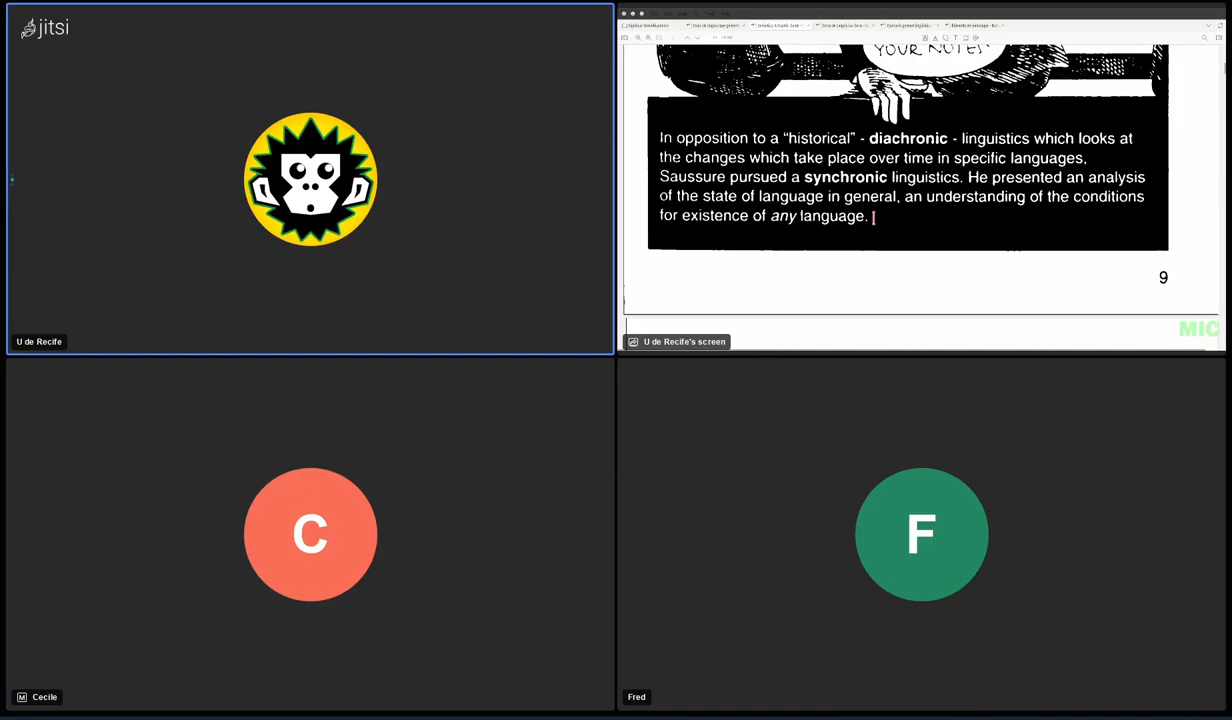 jitsi
YOUR NOTES
In opposition to a “historical” - diachronic - linguistics which looks at
the changes which take place over time in specific languages,
Saussure pursued a synchronic linguistics. He presented an analysis
of the state of language in general, an understanding of the conditions
for existence of any language.
9
MIC
U de Recife
U de Recife's screen
C
F
M Cecile
Fred